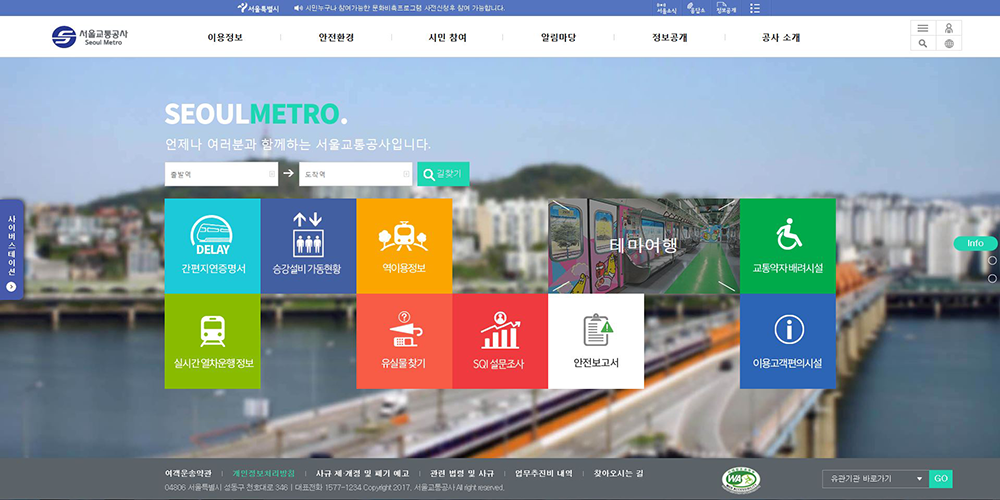 서울특별시 시민누구나 참여가능한 문화비축프로그램 사전신청후 참여 가능합니다. 서울소식 응답소 정보공개
서울교통공사
Seoul Metro
이용정보 안전환경 시민 참여 알림마당 정보공개 공사 소개
SEOULMETRO.
언제나 여러분과 함께하는 서울교통공사입니다.
출발역 도착역 길찾기
사이버스테이션
Info
DELAY
간편지연증명서 승강설비 가동현황 역이용정보 테마여행 교통약자 배려시설
실시간 열차운행 정보 유실물 찾기 SQI 설문조사 안전보고서 이용고객편의시설
여객운송약관 개인정보처리방침 사규 제·개정 및 폐기 예고 관련 법령 및 사규 업무추진비 내역 찾아오시는 길
04806 서울특별시 성동구 천호대로 346 | 대표전화 1577-1234 Copyright 2017. 서울교통공사 All right reserved.
WA
유관기관 바로가기 GO